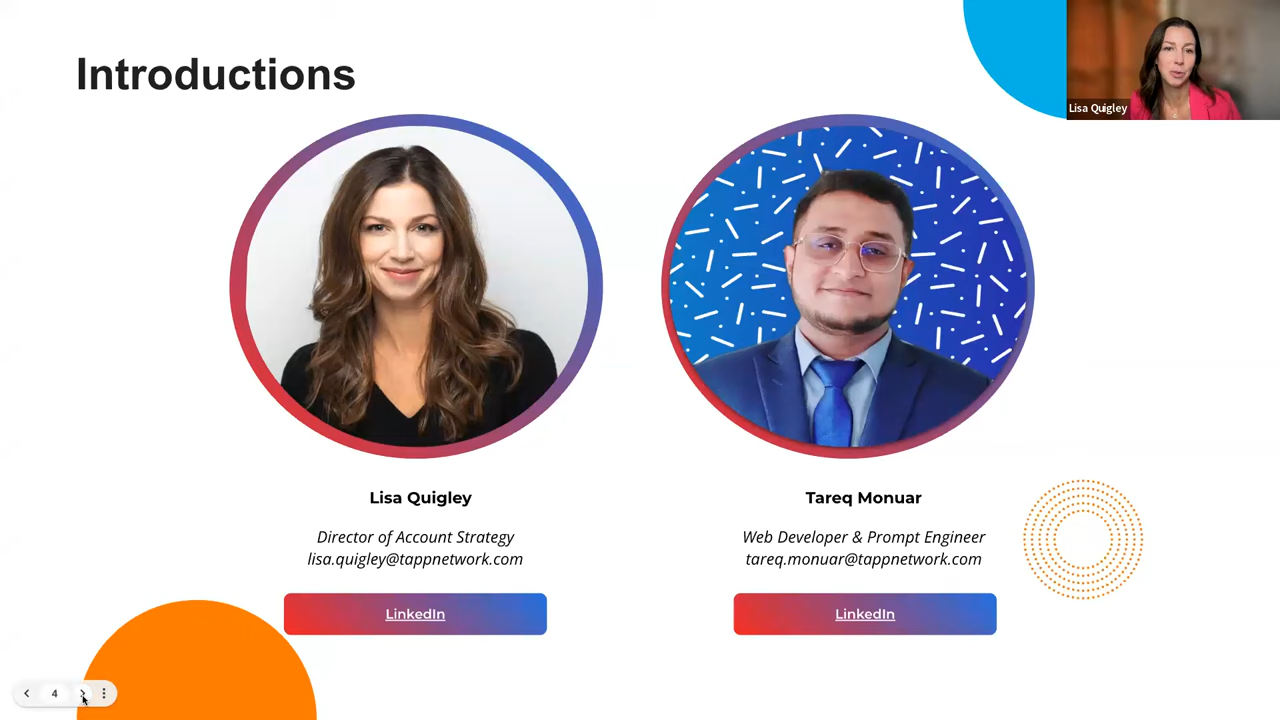 Introductions
Lisa Quigley
Lisa Quigley
Director of Account Strategy
lisa.quigley@tappnetwork.com
LinkedIn
Tareq Monuar
Web Developer & Prompt Engineer
tareq.monuar@tappnetwork.com
LinkedIn
4